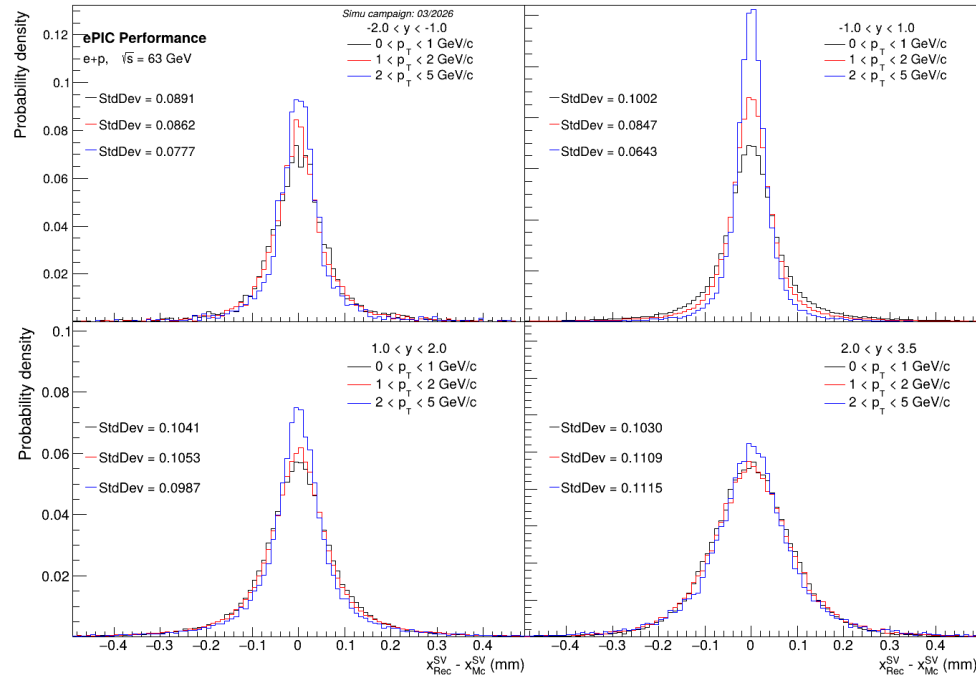 Simu campaign: 03/2026
ePIC Performance
e+p, √s = 63 GeV
-2.0 < y < -1.0
0 < p_T < 1 GeV/c
1 < p_T < 2 GeV/c
2 < p_T < 5 GeV/c
StdDev = 0.0891
StdDev = 0.0862
StdDev = 0.0777
Probability density
0.12
0.1
0.08
0.06
0.04
0.02
-1.0 < y < 1.0
0 < p_T < 1 GeV/c
1 < p_T < 2 GeV/c
2 < p_T < 5 GeV/c
StdDev = 0.1002
StdDev = 0.0847
StdDev = 0.0643
1.0 < y < 2.0
0 < p_T < 1 GeV/c
1 < p_T < 2 GeV/c
2 < p_T < 5 GeV/c
StdDev = 0.1041
StdDev = 0.1053
StdDev = 0.0987
Probability density
0.1
0.08
0.06
0.04
0.02
−0.4 −0.2 −0.1 0 0.1 0.2 0.3 0.4
x_Rec^SV - x_Mc^SV (mm)
2.0 < y < 3.5
0 < p_T < 1 GeV/c
1 < p_T < 2 GeV/c
2 < p_T < 5 GeV/c
StdDev = 0.1030
StdDev = 0.1109
StdDev = 0.1115
−0.4 −0.3 −0.2 −0.1 0 0.1 0.2 0.3 0.4
x_Rec^SV - x_Mc^SV (mm)